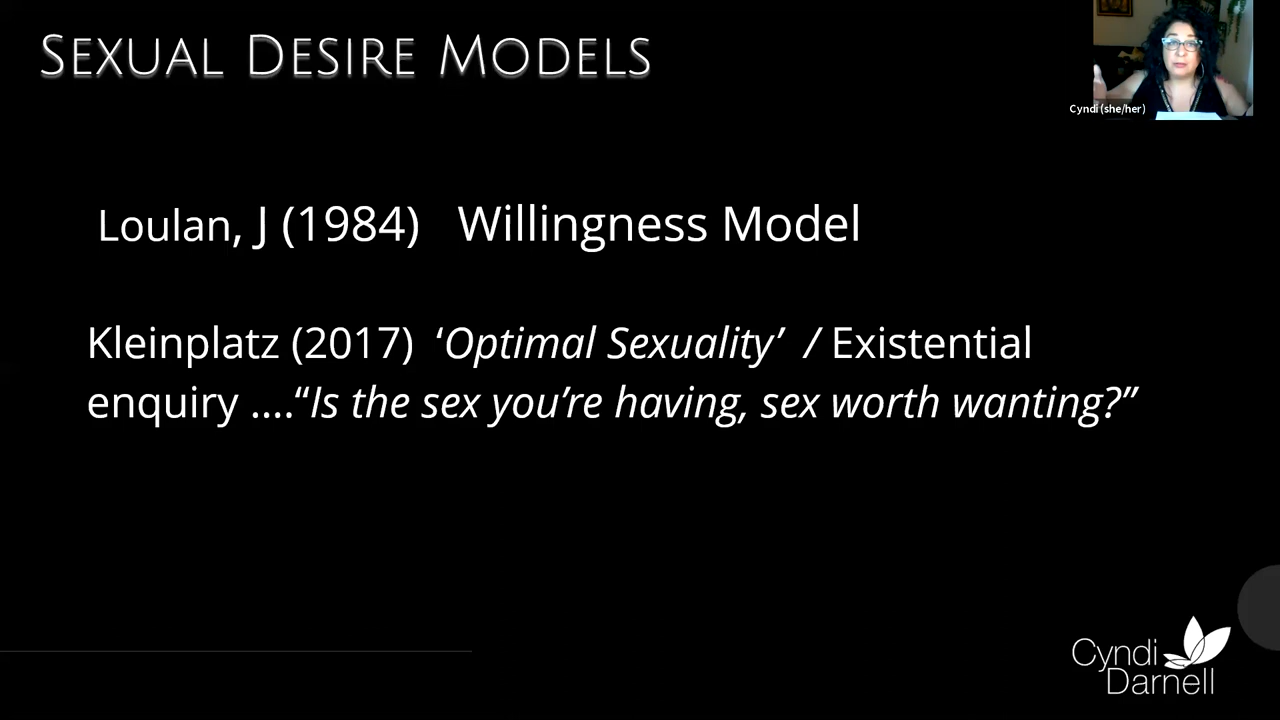 SEXUAL DESIRE MODELS
Cyndi (she/her)
Loulan, J (1984) Willingness Model
Kleinplatz (2017) ‘Optimal Sexuality’ / Existential
enquiry ....“Is the sex you’re having, sex worth wanting?”
Cyndi
Darnell